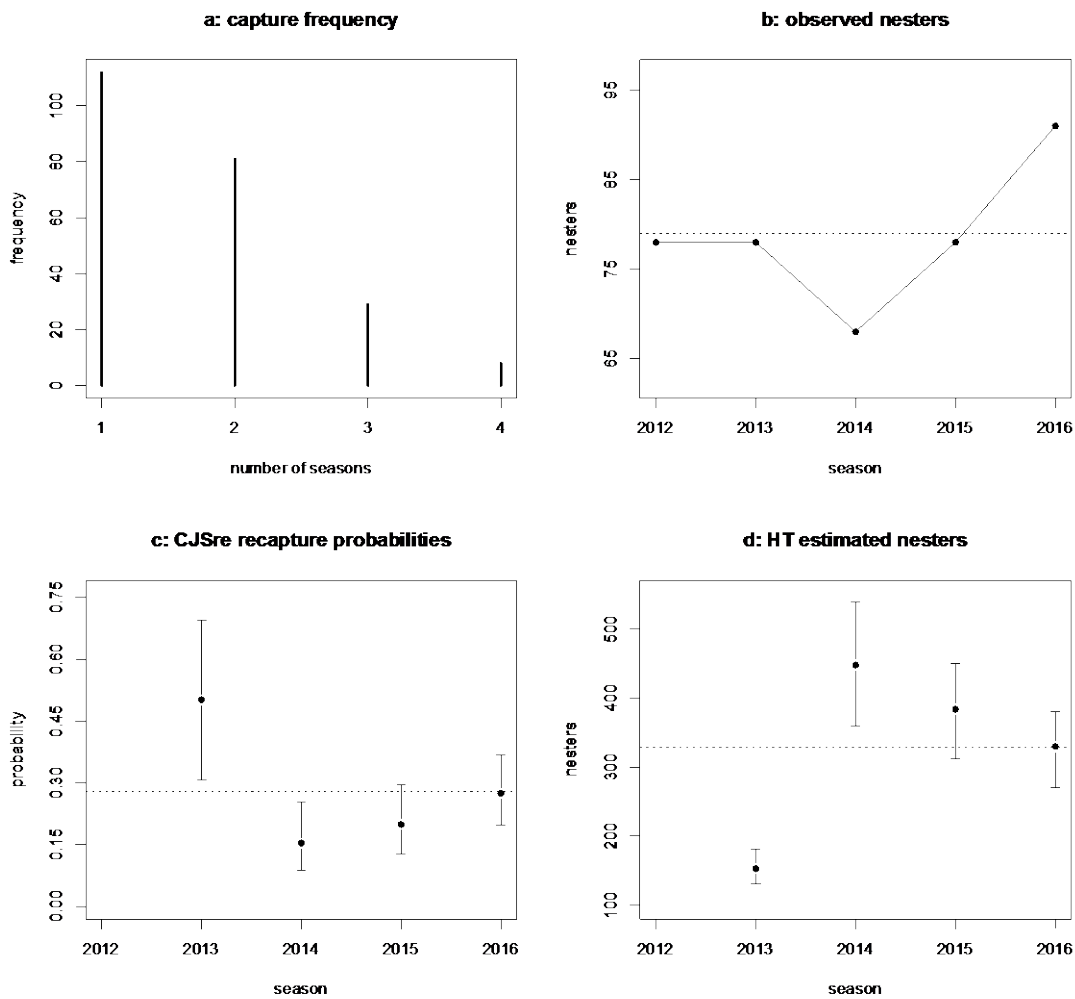 a: capture frequency
frequency
0 20 40 60 80 100
1 2 3 4
number of seasons
b: observed nesters
nesters
65 75 85 95
2012 2013 2014 2015 2016
season
c: CJSre recapture probabilities
probability
0.00 0.15 0.30 0.45 0.60 0.75
2012 2013 2014 2015 2016
season
d: HT estimated nesters
nesters
100 200 300 400 500
2012 2013 2014 2015 2016
season